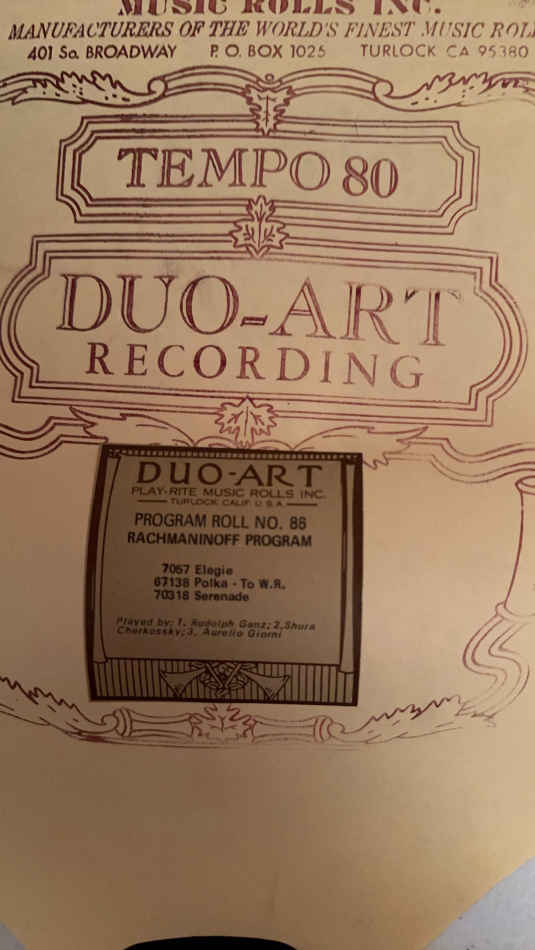 MUSIC ROLLS INC.
MANUFACTURERS OF THE WORLD'S FINEST MUSIC ROLL
401 So. BROADWAY P. O. BOX 1025 TURLOCK CA 95380
TEMPO 80
DUO-ART
RECORDING
DUO-ART
PLAY-RITE MUSIC ROLLS INC.
TURLOCK CALIF. U.S.A.
PROGRAM ROLL NO. 86
RACHMANINOFF PROGRAM
7057 Elegie
67138 Polka - To W.R.
70318 Serenade
Played by: 1. Rudolph Ganz; 2,Shura
Cherkossky; 3. Aurelio Giorni